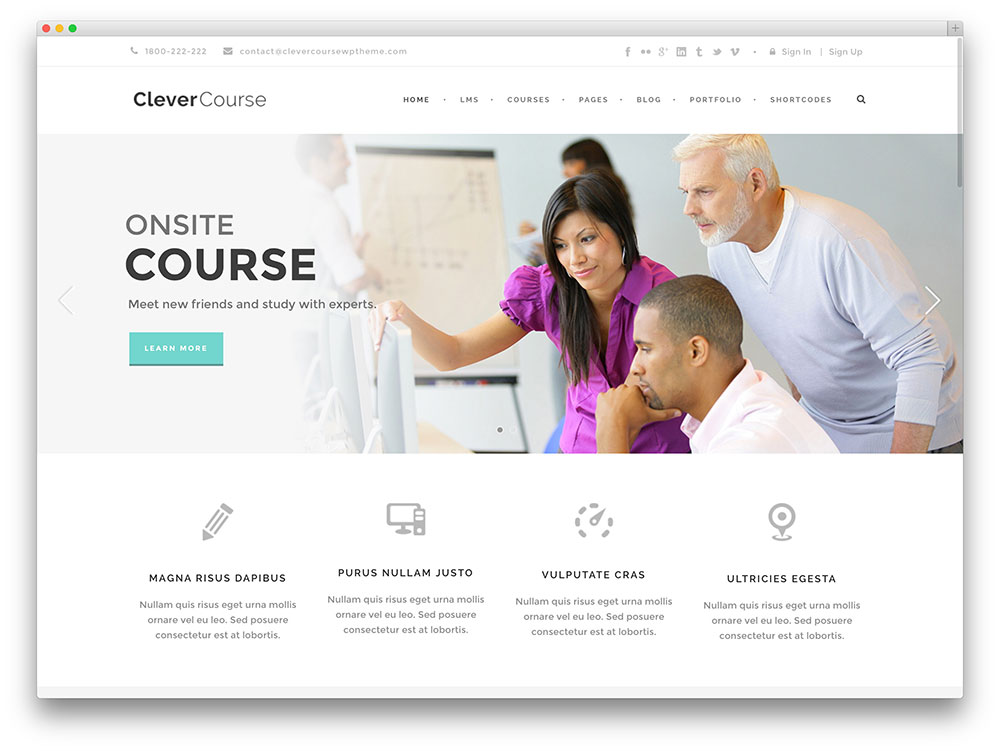 1800-222-222 contact@clevercoursewptheme.com Sign In | Sign Up
CleverCourse
HOME • LMS • COURSES • PAGES • BLOG • PORTFOLIO • SHORTCODES
ONSITE
COURSE
Meet new friends and study with experts.
LEARN MORE
MAGNA RISUS DAPIBUS
Nullam quis risus eget urna mollis
ornare vel eu leo. Sed posuere
consectetur est at lobortis.
PURUS NULLAM JUSTO
Nullam quis risus eget urna mollis
ornare vel eu leo. Sed posuere
consectetur est at lobortis.
VULPUTATE CRAS
Nullam quis risus eget urna mollis
ornare vel eu leo. Sed posuere
consectetur est at lobortis.
ULTRICIES EGESTA
Nullam quis risus eget urna mollis
ornare vel eu leo. Sed posuere
consectetur est at lobortis.